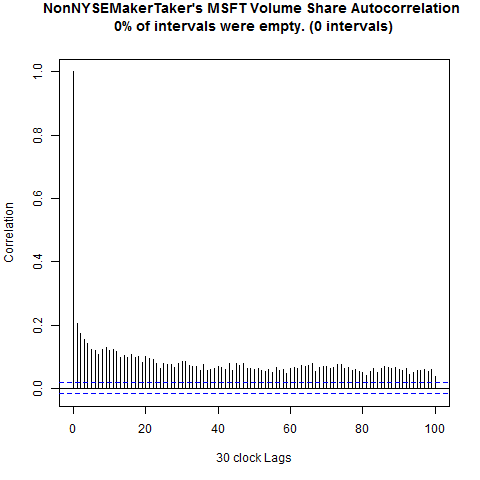 NonNYSEMakerTaker's MSFT Volume Share Autocorrelation
0% of intervals were empty. (0 intervals)
1.0
0.8
0.6
0.4
0.2
0.0
Correlation
0 20 40 60 80 100
30 clock Lags